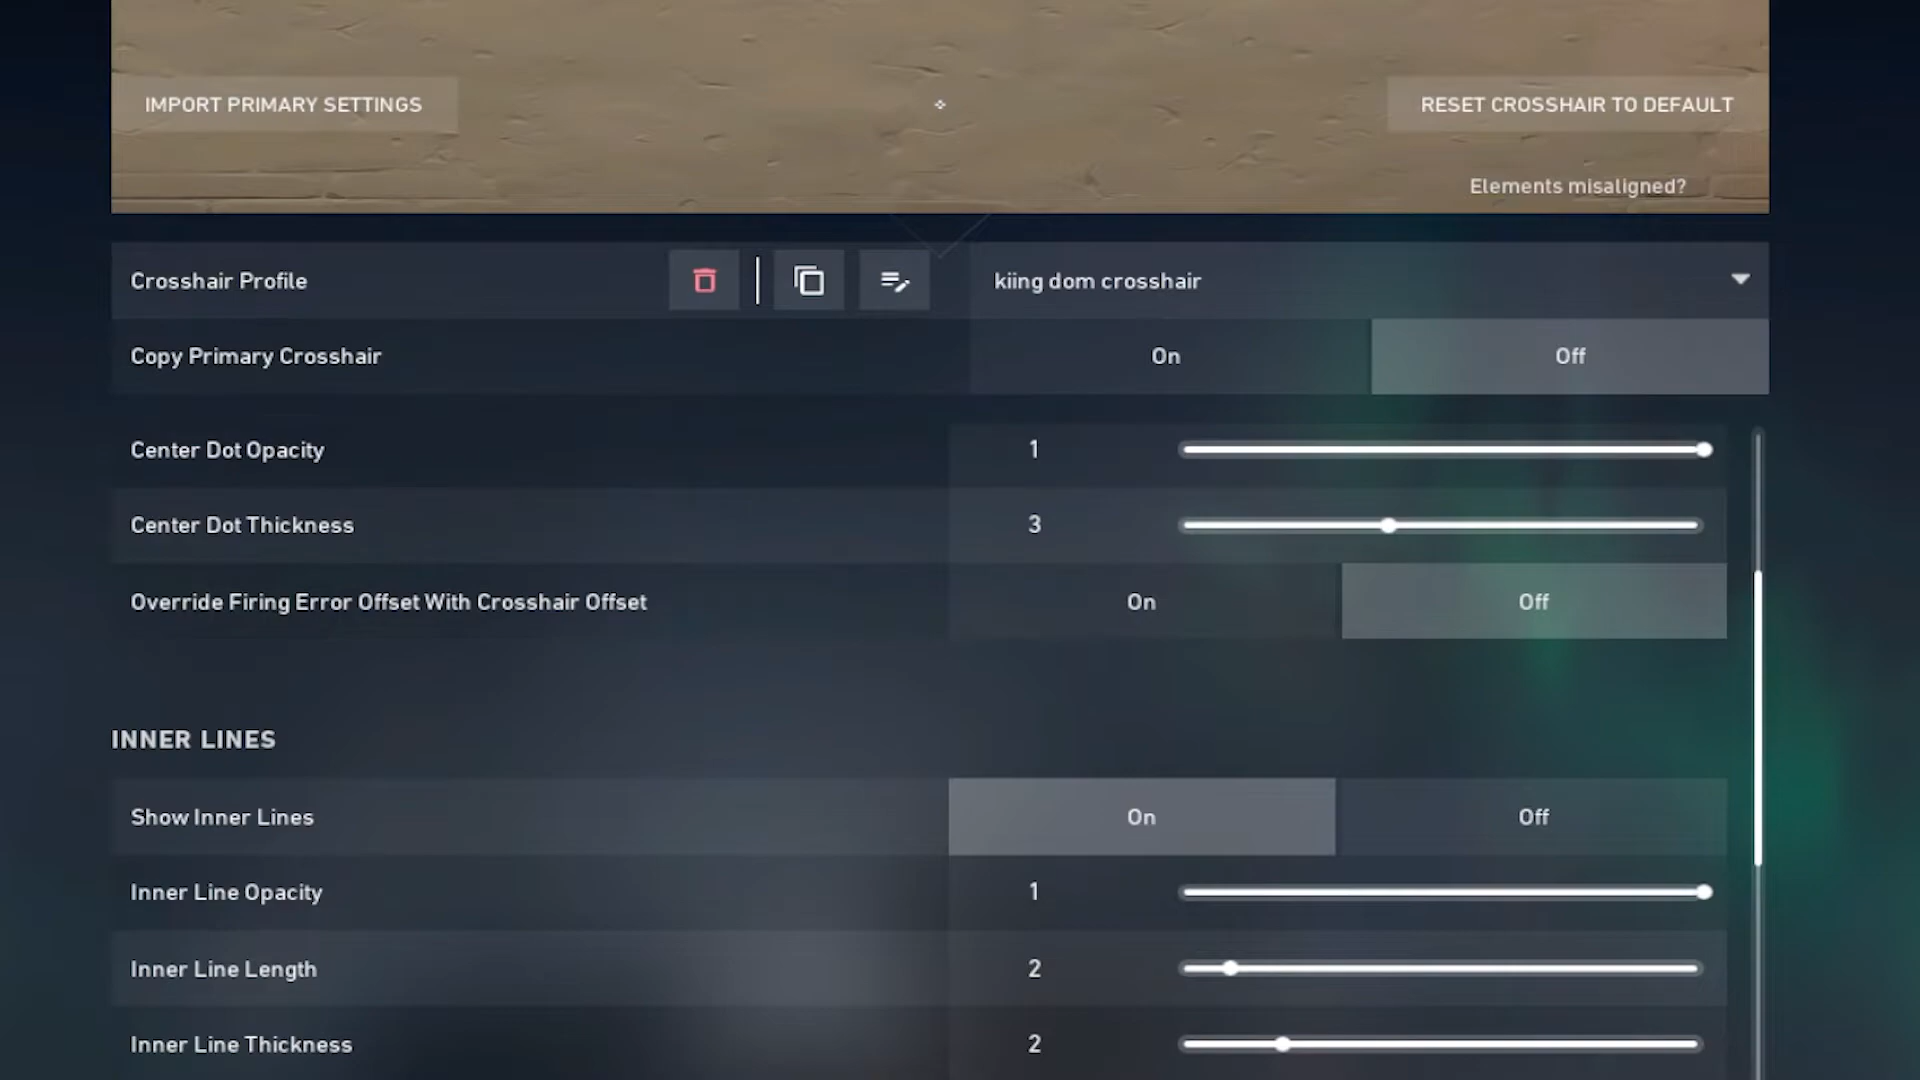 IMPORT PRIMARY SETTINGS
RESET CROSSHAIR TO DEFAULT
Elements misaligned?
Crosshair Profile
kiing dom crosshair
Copy Primary Crosshair
On
Off
Center Dot Opacity
1
Center Dot Thickness
3
Override Firing Error Offset With Crosshair Offset
On
Off
INNER LINES
Show Inner Lines
On
Off
Inner Line Opacity
1
Inner Line Length
2
Inner Line Thickness
2